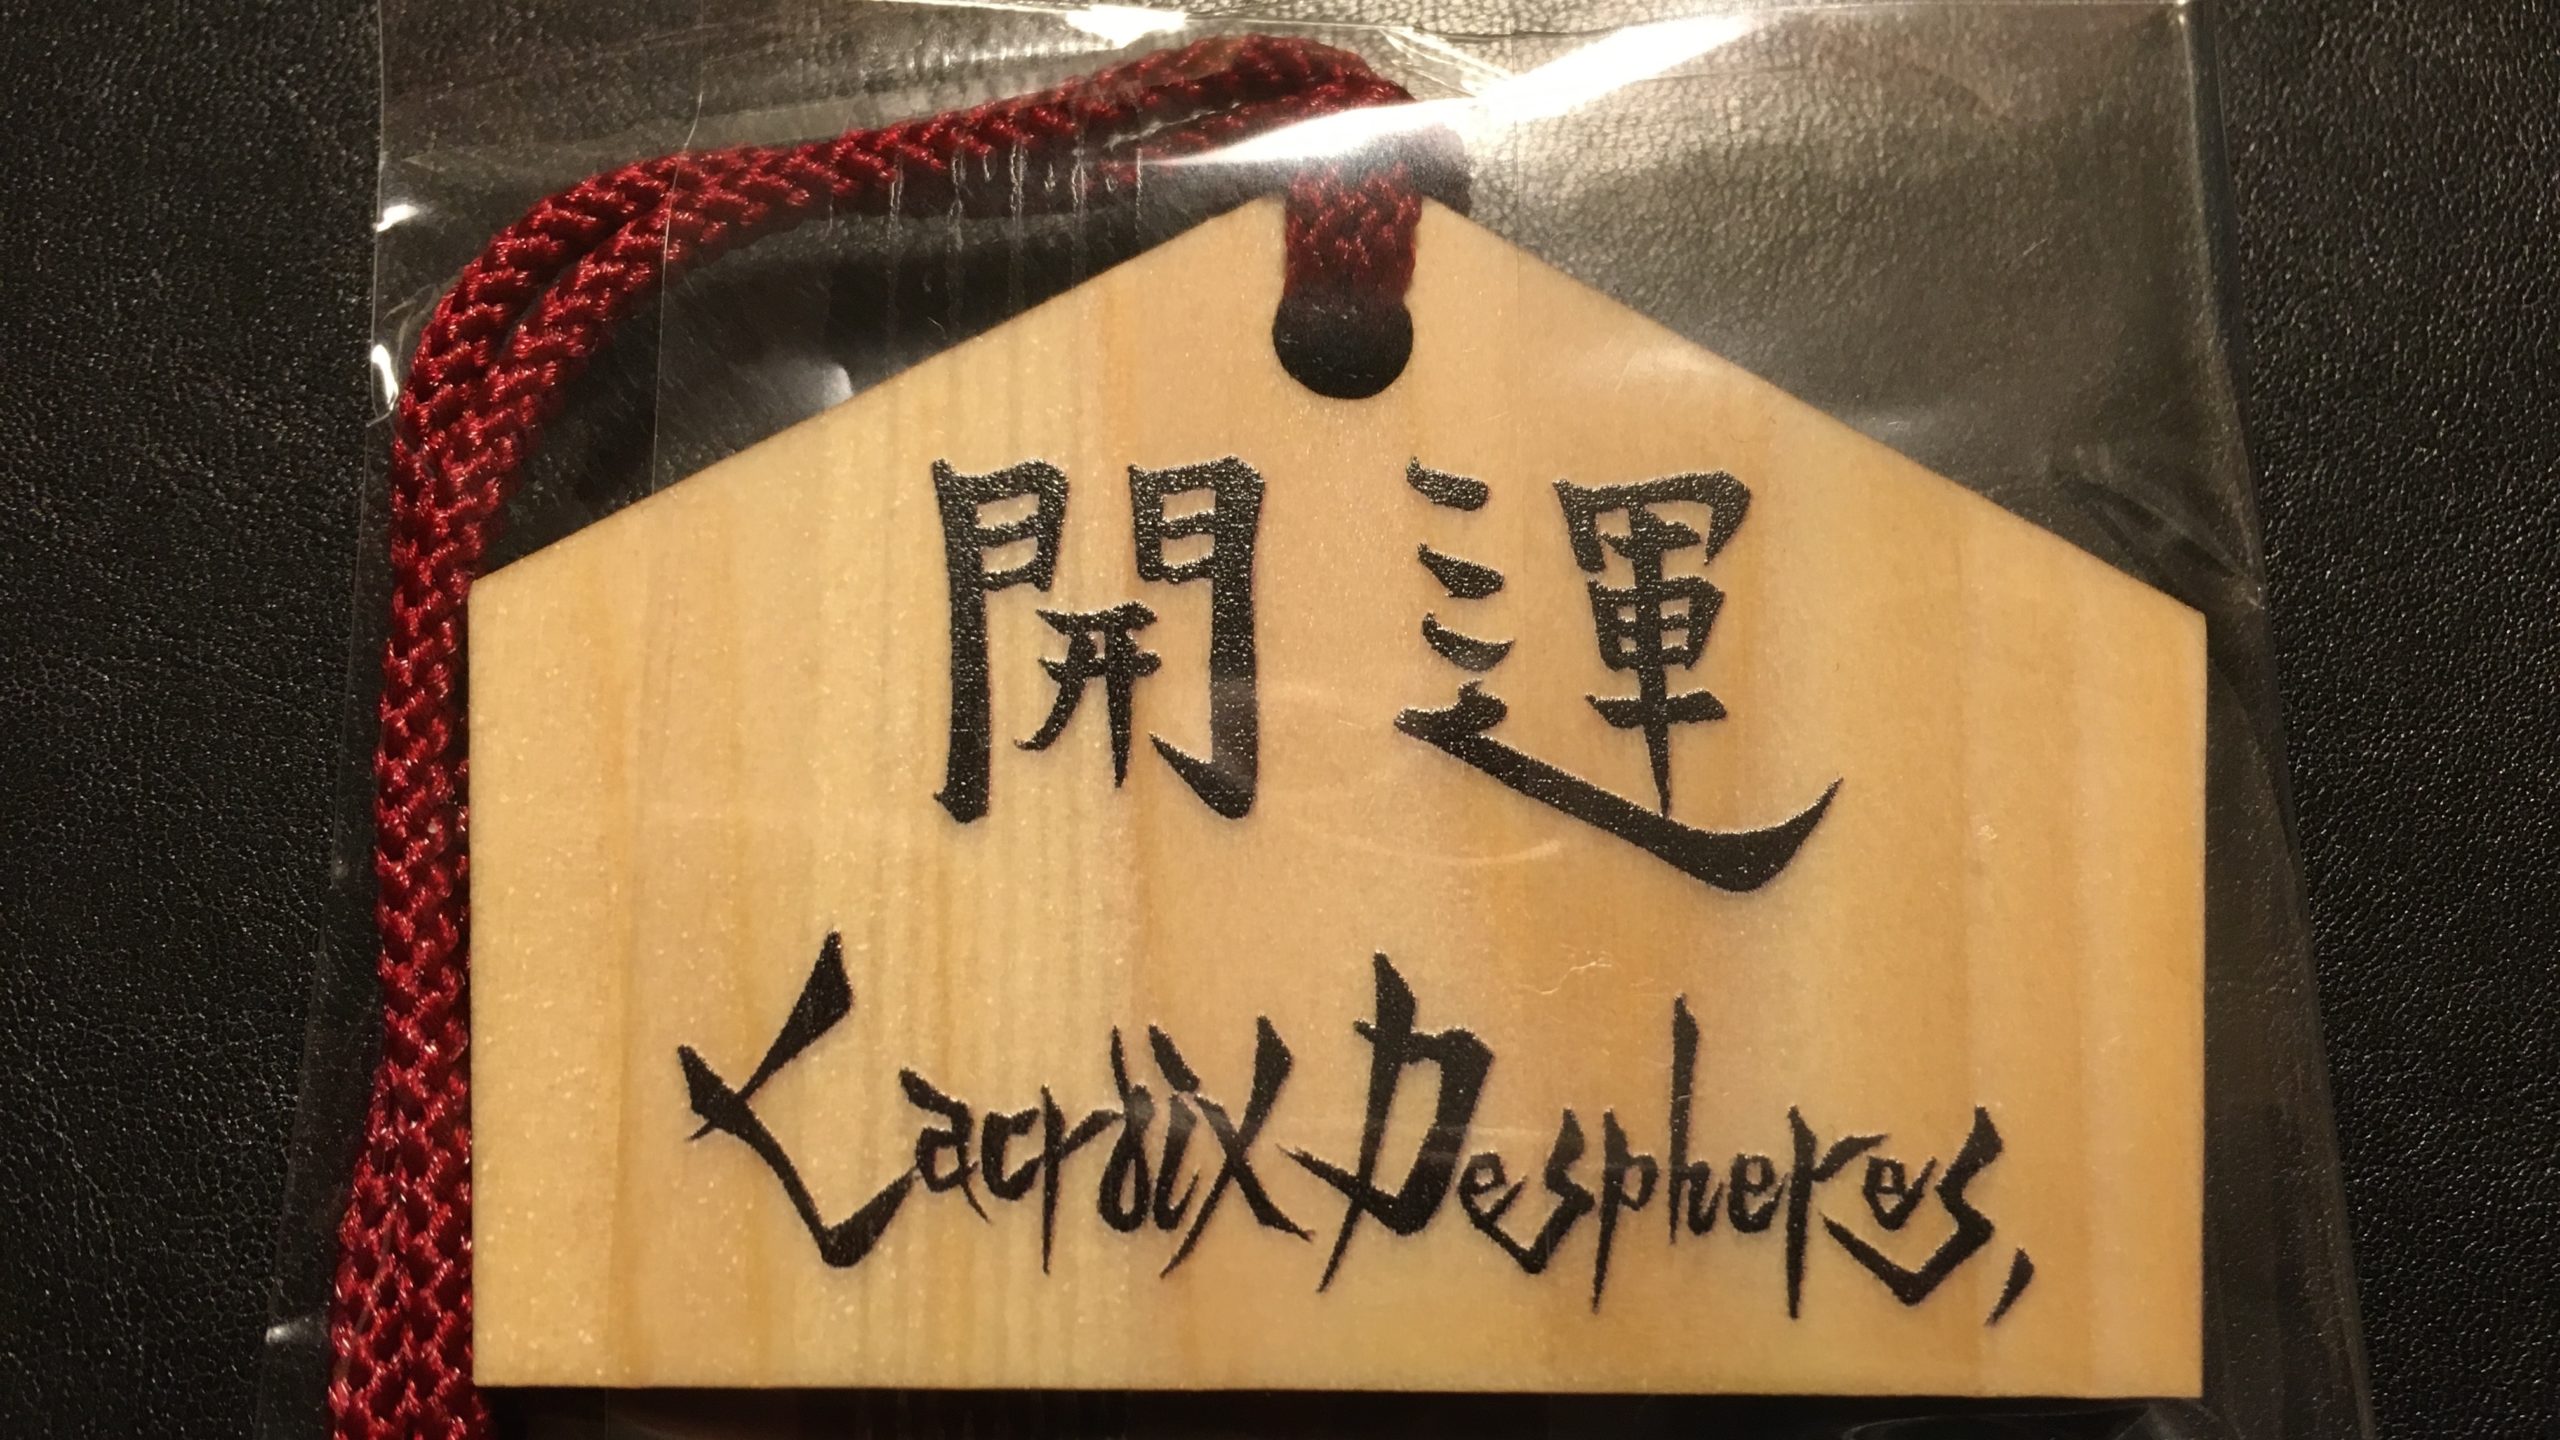 開運
Lacroix Despheres,